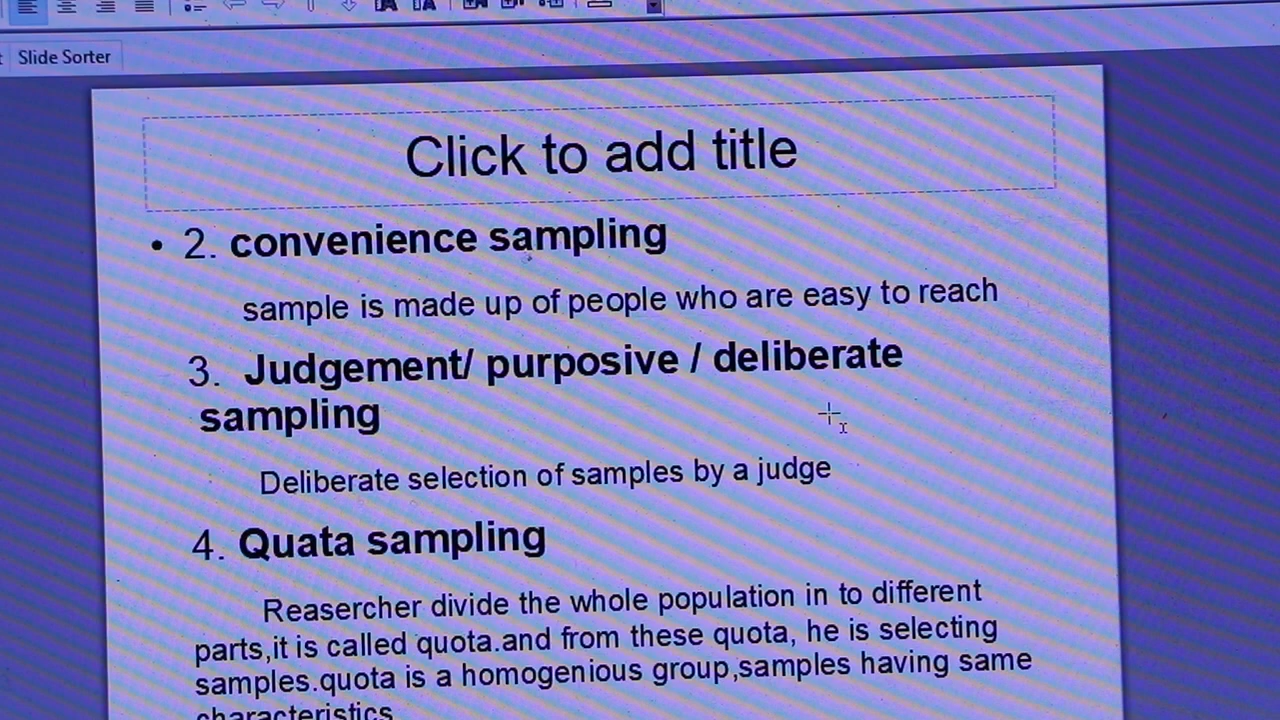 Slide Sorter
Click to add title
• 2. convenience sampling
sample is made up of people who are easy to reach
3. Judgement/ purposive / deliberate
sampling
Deliberate selection of samples by a judge
4. Quata sampling
Reasercher divide the whole population in to different
parts,it is called quota.and from these quota, he is selecting
samples.quota is a homogenious group,samples having same
characteristics